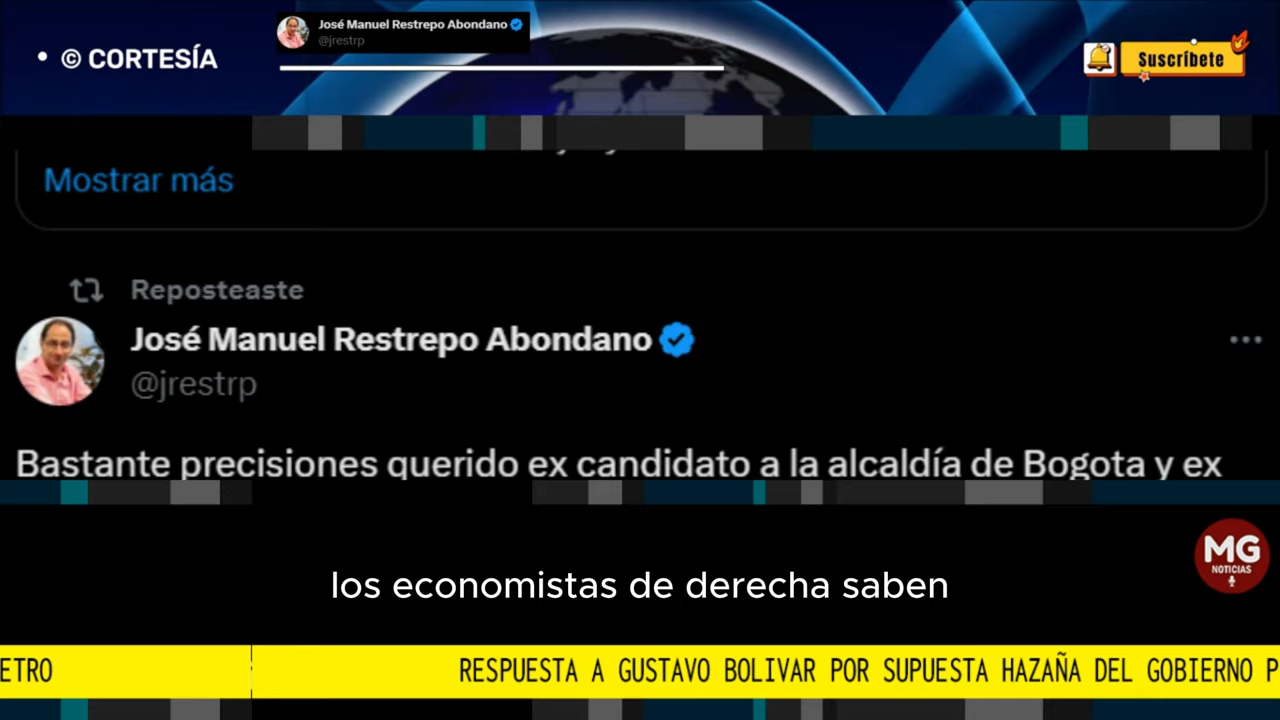 José Manuel Restrepo Abondano
@jrestrp
• © CORTESÍA
Suscríbete
Mostrar más
Reposteaste
José Manuel Restrepo Abondano
@jrestrp
Bastante precisiones querido ex candidato a la alcaldía de Bogota y ex
MG
NOTICIAS
los economistas de derecha saben
ETRO
RESPUESTA A GUSTAVO BOLIVAR POR SUPUESTA HAZAÑA DEL GOBIERNO P